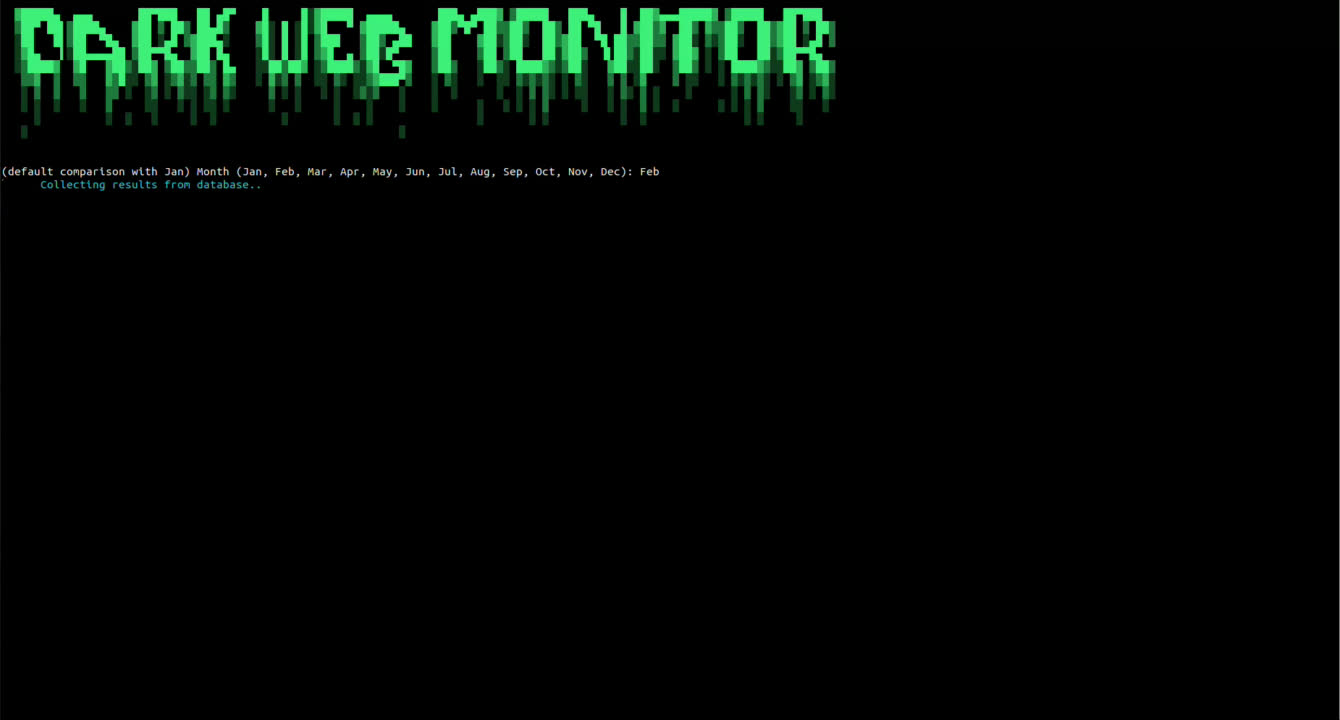 DARK WEB MONITOR
(default comparison with Jan) Month (Jan, Feb, Mar, Apr, May, Jun, Jul, Aug, Sep, Oct, Nov, Dec): Feb
Collecting results from database..